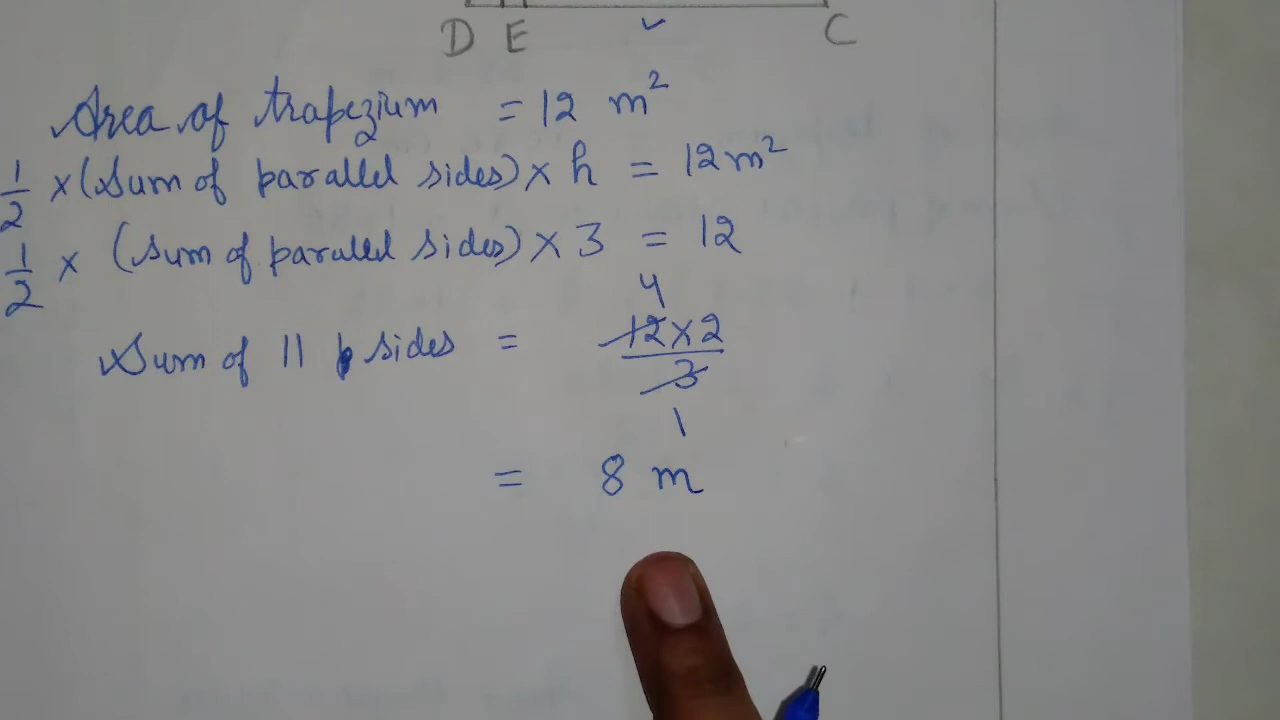 D E C
Area of trapezium = 12 m²
1/2 × (Sum of parallel sides) × h = 12 m²
1/2 × (Sum of parallel sides) × 3 = 12
4
Sum of || sides = 12×2/3
1
= 8 m